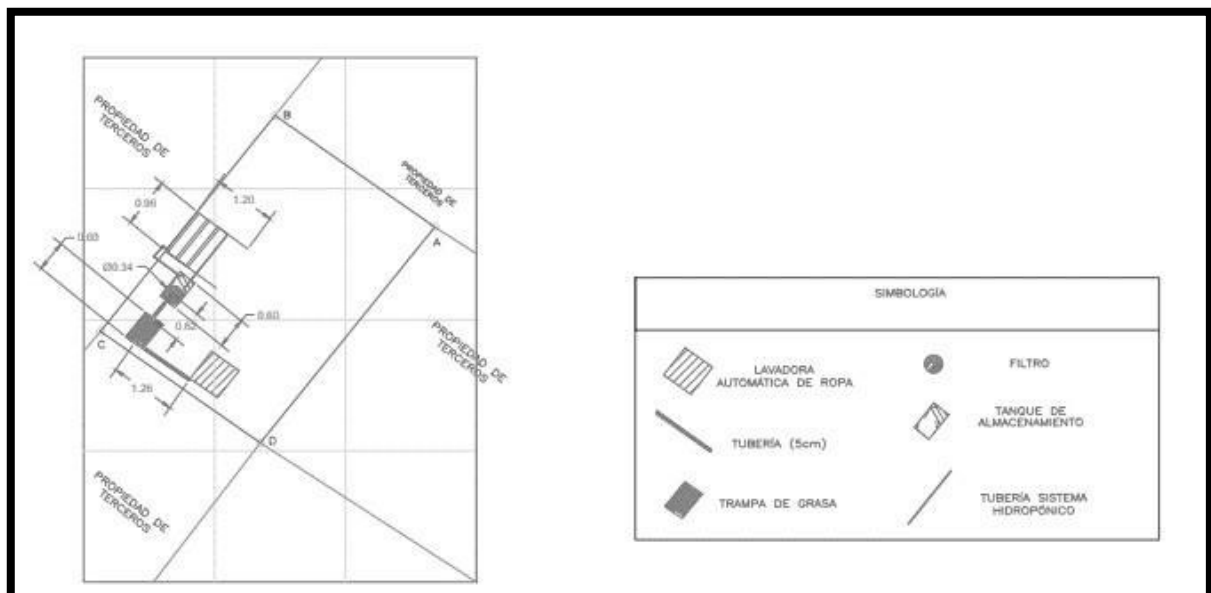 PROPIEDAD DE
TERCEROS
B
PROPIEDAD DE
TERCEROS
1.20
0.96
A
0.60
Ø0.34
0.62
0.60
C
PROPIEDAD DE
TERCEROS
1.26
D
PROPIEDAD DE
TERCEROS
SIMBOLOGÍA
LAVADORA
AUTOMÁTICA DE ROPA
FILTRO
TUBERÍA (5cm)
TANQUE DE
ALMACENAMIENTO
TRAMPA DE GRASA
TUBERÍA SISTEMA
HIDROPÓNICO